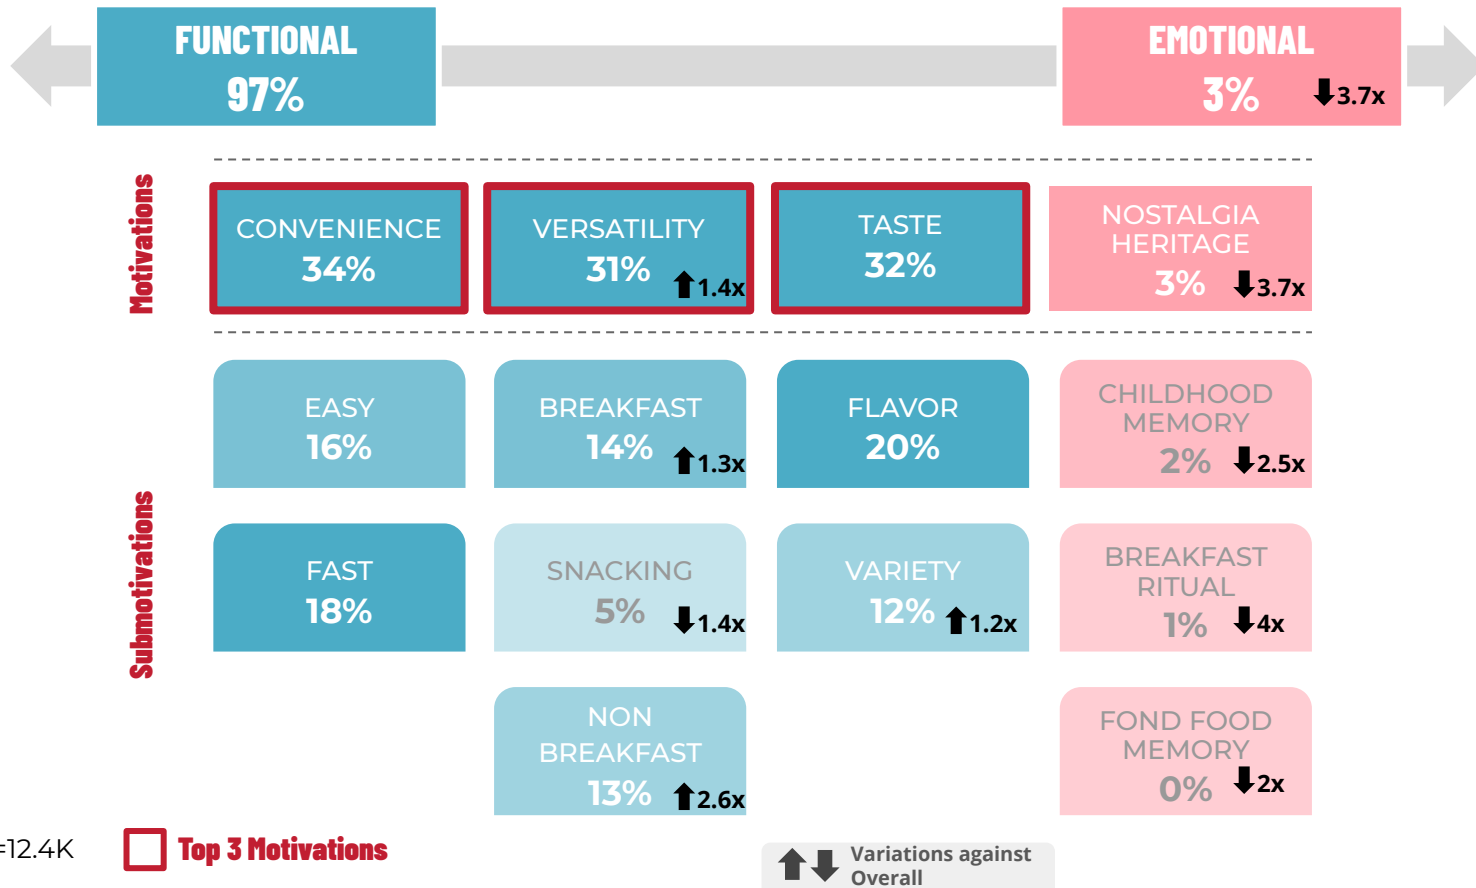 FUNCTIONAL
97%
EMOTIONAL
3%
3.7x
Motivations
CONVENIENCE
34%
VERSATILITY
31%
1.4x
TASTE
32%
NOSTALGIA
HERITAGE
3%
3.7x
Submotivations
EASY
16%
BREAKFAST
14%
1.3x
FLAVOR
20%
CHILDHOOD
MEMORY
2%
2.5x
FAST
18%
SNACKING
5%
1.4x
VARIETY
12%
1.2x
BREAKFAST
RITUAL
1%
4x
NON
BREAKFAST
13%
2.6x
FOND FOOD
MEMORY
0%
2x
=12.4K
Top 3 Motivations
Variations against
Overall